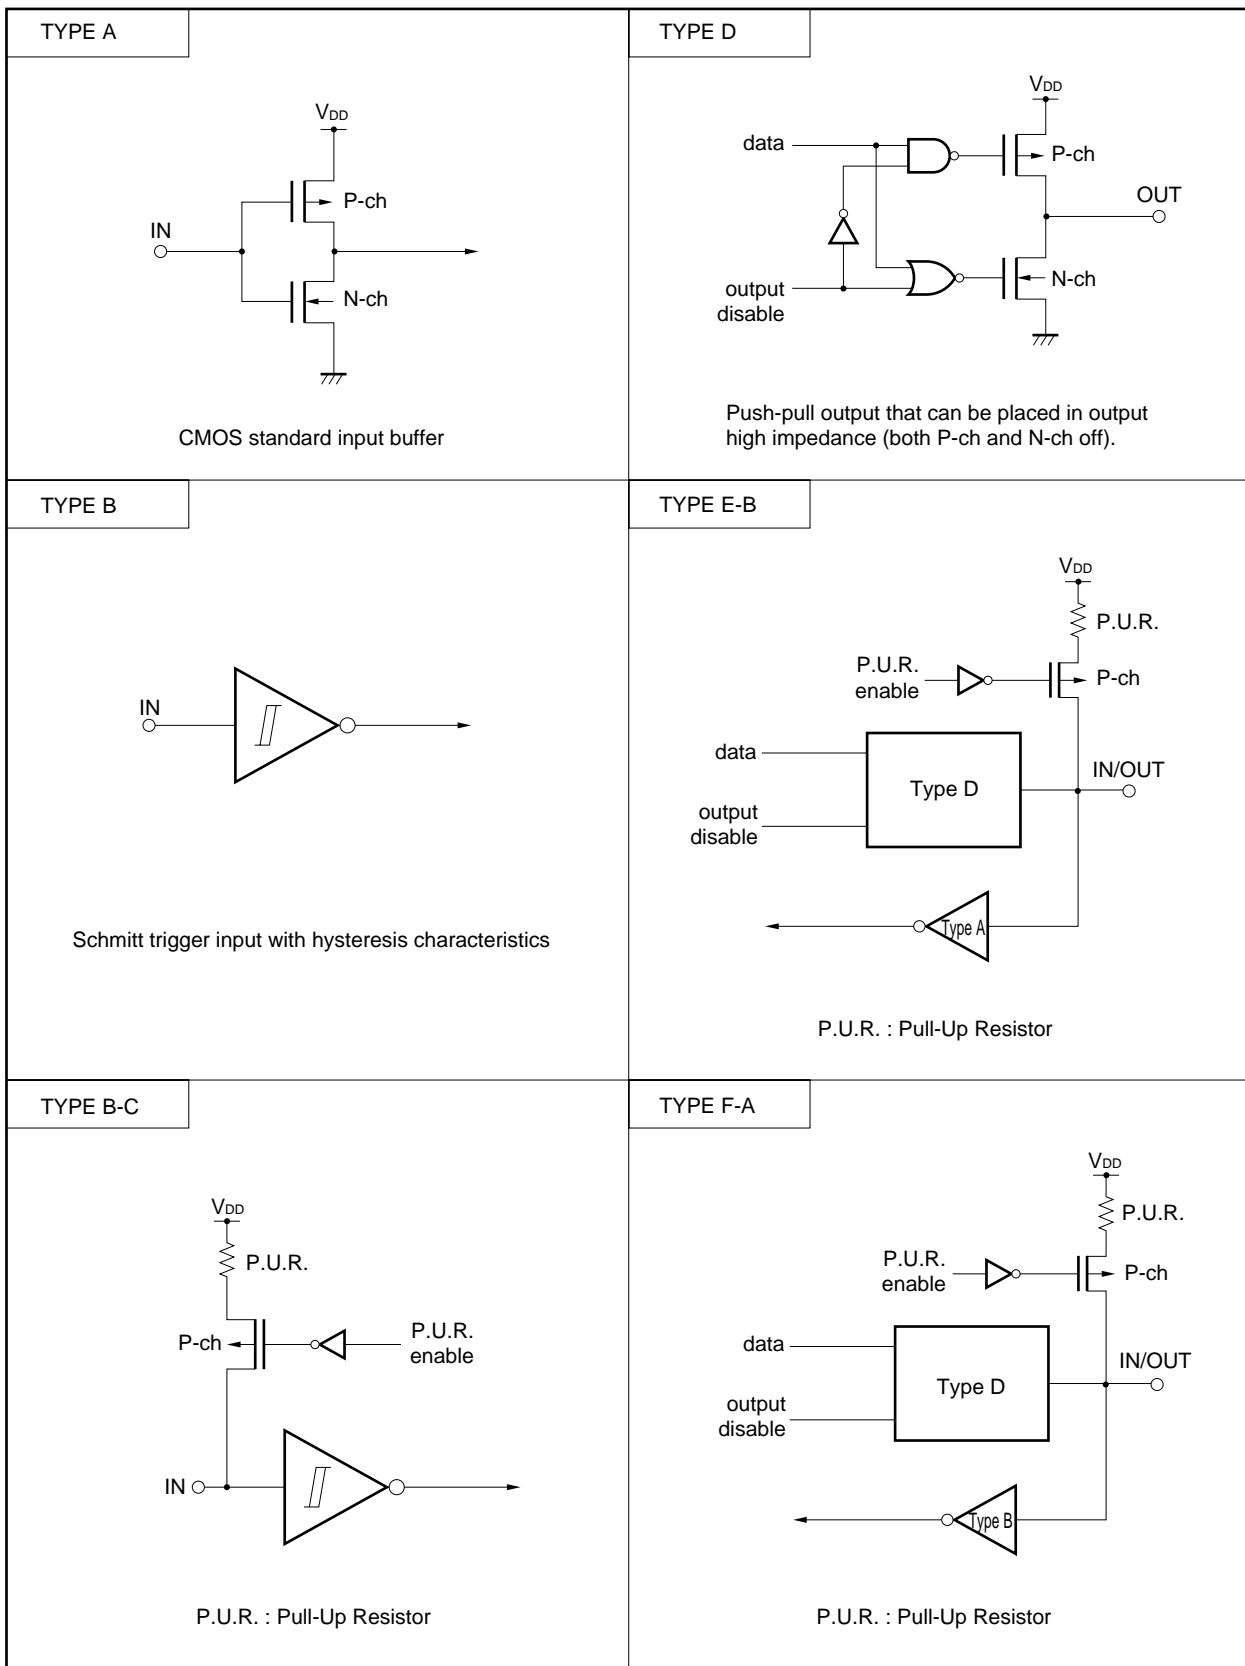 TYPE A
VDD
P-ch
IN
N-ch
CMOS standard input buffer
TYPE D
VDD
data
P-ch
OUT
output
disable
N-ch
Push-pull output that can be placed in output
high impedance (both P-ch and N-ch off).
TYPE B
IN
Schmitt trigger input with hysteresis characteristics
TYPE E-B
VDD
P.U.R.
P.U.R.
enable
P-ch
data
Type D
IN/OUT
output
disable
Type A
P.U.R. : Pull-Up Resistor
TYPE B-C
VDD
P.U.R.
P-ch
P.U.R.
enable
IN
P.U.R. : Pull-Up Resistor
TYPE F-A
VDD
P.U.R.
P.U.R.
enable
P-ch
data
Type D
IN/OUT
output
disable
Type B
P.U.R. : Pull-Up Resistor